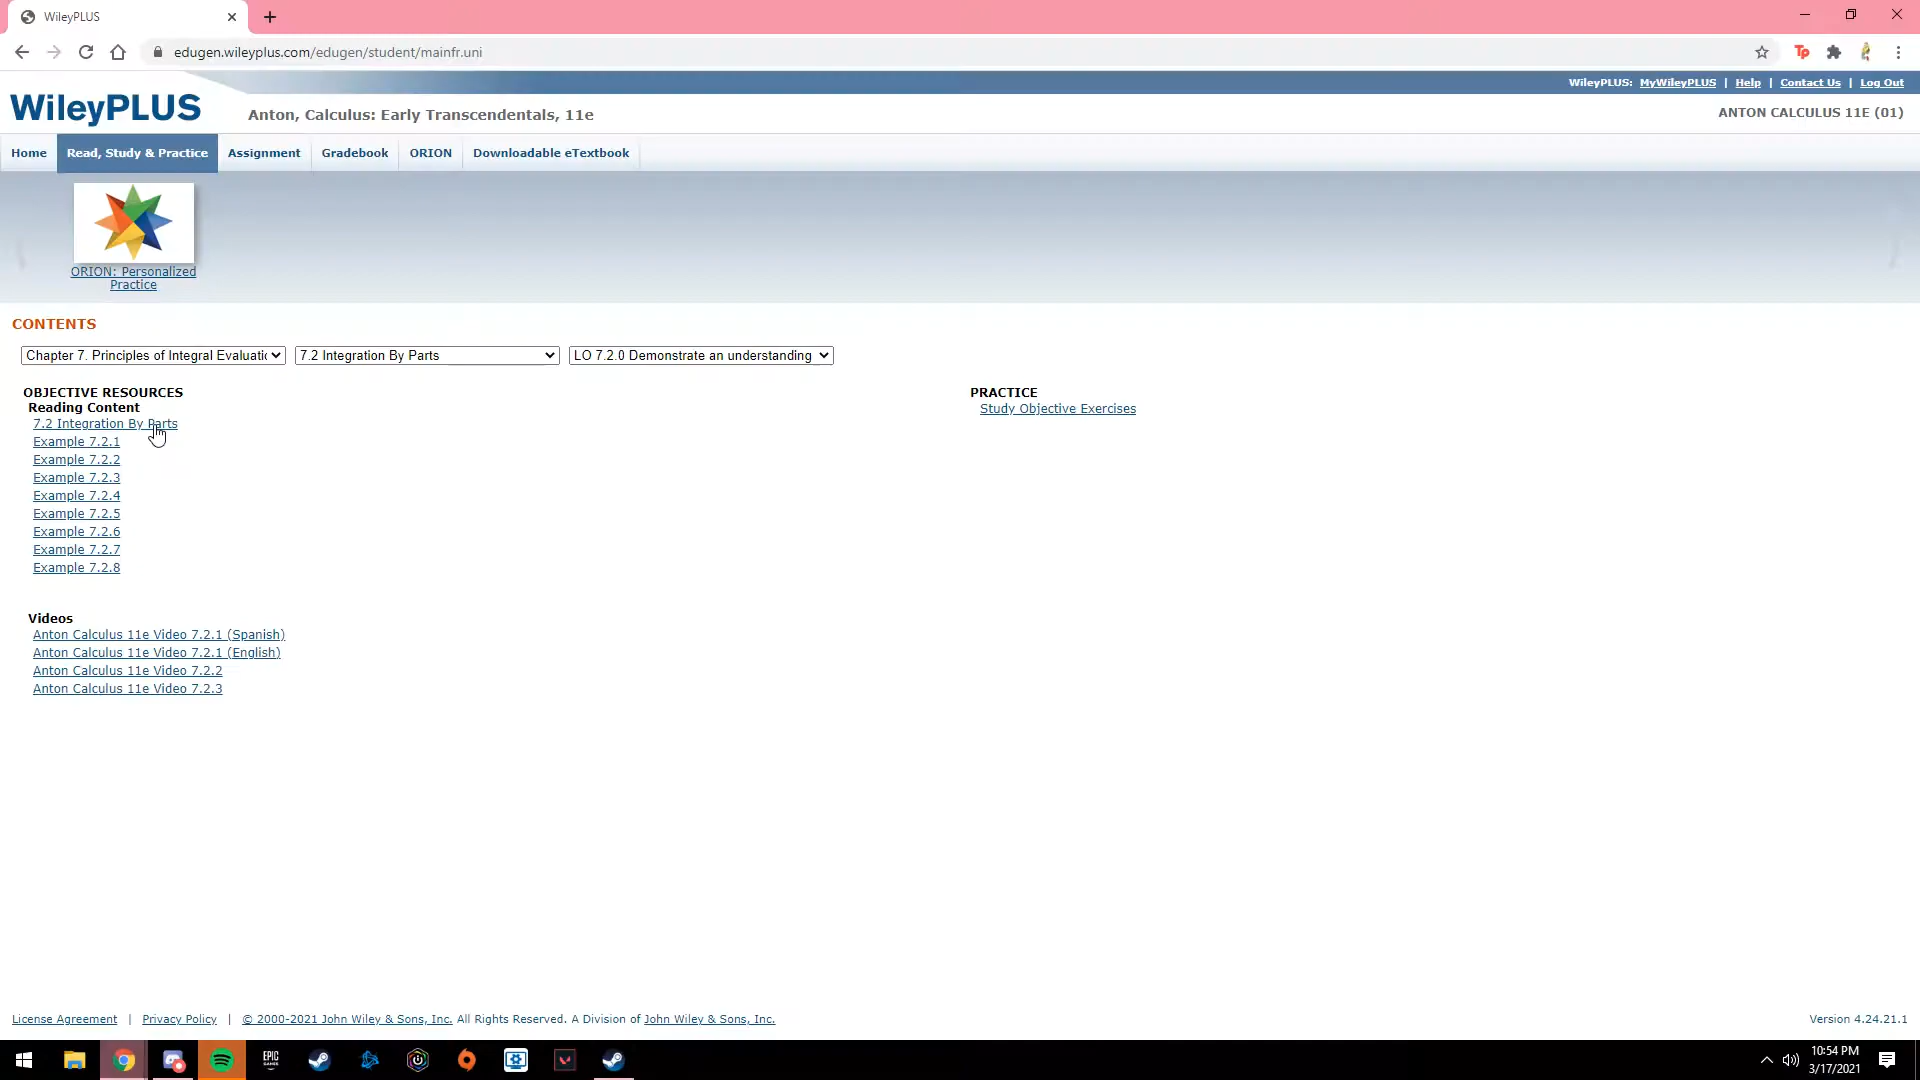 WileyPLUS
edugen.wileyplus.com/edugen/student/mainfr.uni
WileyPLUS: MyWileyPLUS | Help | Contact Us | Log Out
WileyPLUS
Anton, Calculus: Early Transcendentals, 11e
ANTON CALCULUS 11E (01)
Home Read, Study & Practice Assignment Gradebook ORION Downloadable eTextbook
ORION: Personalized
Practice
CONTENTS
Chapter 7. Principles of Integral Evaluatic 7.2 Integration By Parts LO 7.2.0 Demonstrate an understanding
OBJECTIVE RESOURCES
Reading Content
7.2 Integration By Parts
Example 7.2.1
Example 7.2.2
Example 7.2.3
Example 7.2.4
Example 7.2.5
Example 7.2.6
Example 7.2.7
Example 7.2.8
Videos
Anton Calculus 11e Video 7.2.1 (Spanish)
Anton Calculus 11e Video 7.2.1 (English)
Anton Calculus 11e Video 7.2.2
Anton Calculus 11e Video 7.2.3
PRACTICE
Study Objective Exercises
License Agreement | Privacy Policy | © 2000-2021 John Wiley & Sons, Inc. All Rights Reserved. A Division of John Wiley & Sons, Inc.
Version 4.24.21.1
EPIC
GAMES
10:54 PM
3/17/2021